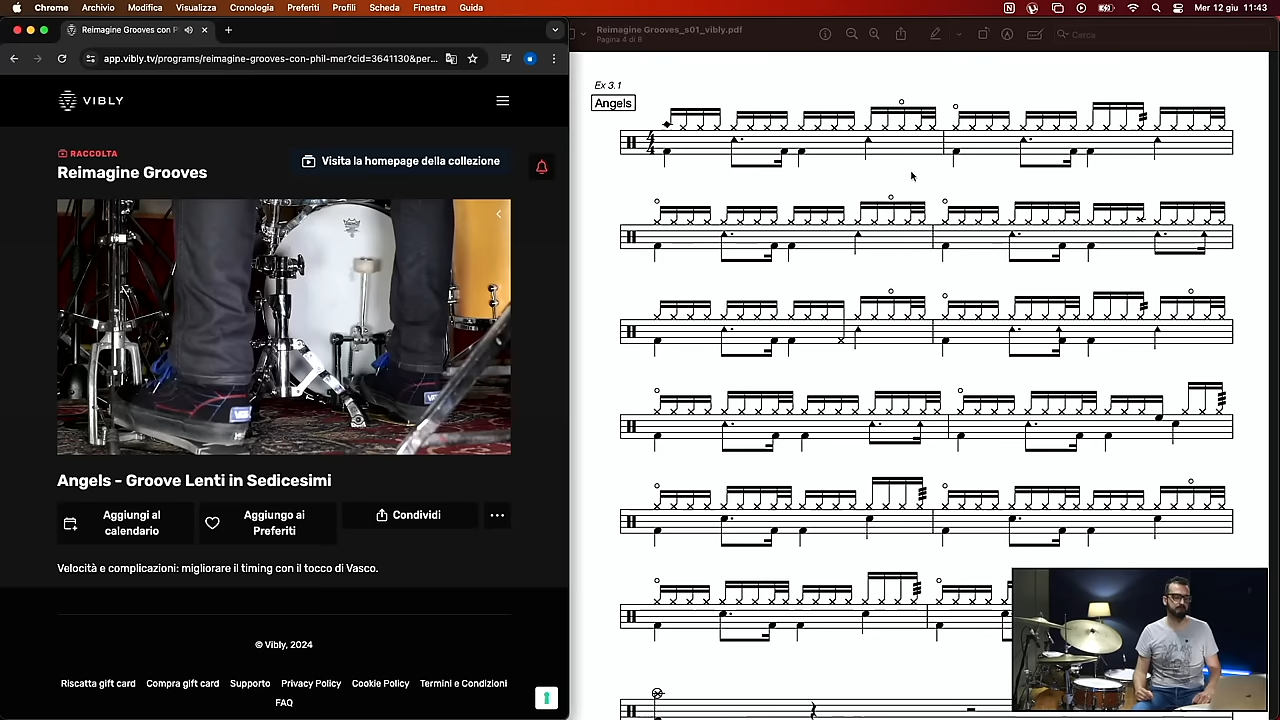 Chrome Archivio Modifica Visualizza Cronologia Preferiti Profili Scheda Finestra Guida
Mer 12 giu 11:43
Reimagine Grooves con P
app.vibly.tv/programs/reimagine-grooves-con-phil-mer?cid=3641130&per...
VIBLY
RACCOLTA
Reimagine Grooves
Visita la homepage della collezione
Angels - Groove Lenti in Sedicesimi
Aggiungi al calendario
Aggiungo ai Preferiti
Condividi
Velocità e complicazioni: migliorare il timing con il tocco di Vasco.
© Vibly, 2024
Riscatta gift card Compra gift card Supporto Privacy Policy Cookie Policy Termini e Condizioni
FAQ
Reimagine Grooves_s01_vibly.pdf
Pagina 4 di 8
Cerca
Ex 3.1
Angels
4
4